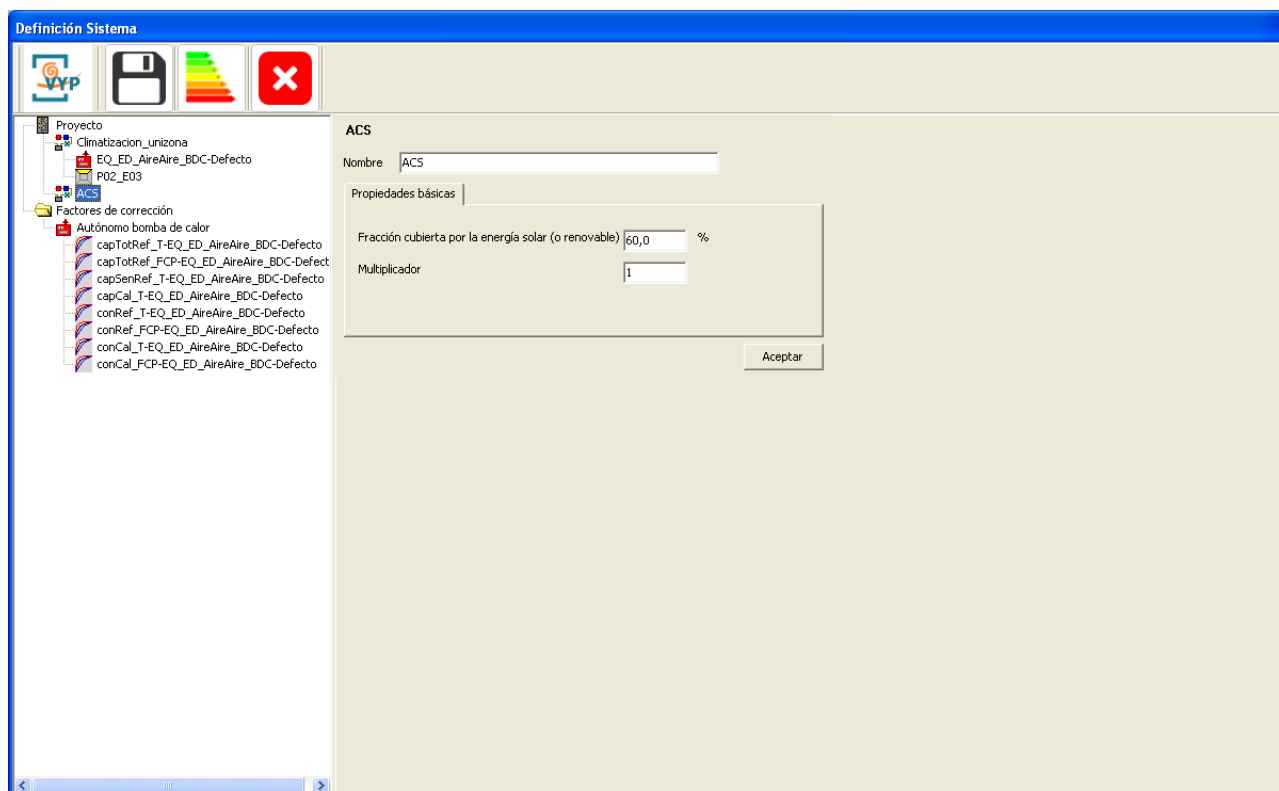 Definición Sistema
VYP
Proyecto
Climatizacion_unizona
EQ_ED_AireAire_BDC-Defecto
P02_E03
ACS
Factores de corrección
Autónomo bomba de calor
capTotRef_T-EQ_ED_AireAire_BDC-Defecto
capTotRef_FCP-EQ_ED_AireAire_BDC-Defect
capSenRef_T-EQ_ED_AireAire_BDC-Defecto
capCal_T-EQ_ED_AireAire_BDC-Defecto
conRef_T-EQ_ED_AireAire_BDC-Defecto
conRef_FCP-EQ_ED_AireAire_BDC-Defecto
conCal_T-EQ_ED_AireAire_BDC-Defecto
conCal_FCP-EQ_ED_AireAire_BDC-Defecto
ACS
Nombre ACS
Propiedades básicas
Fracción cubierta por la energía solar (o renovable) 60,0 %
Multiplicador 1
Aceptar